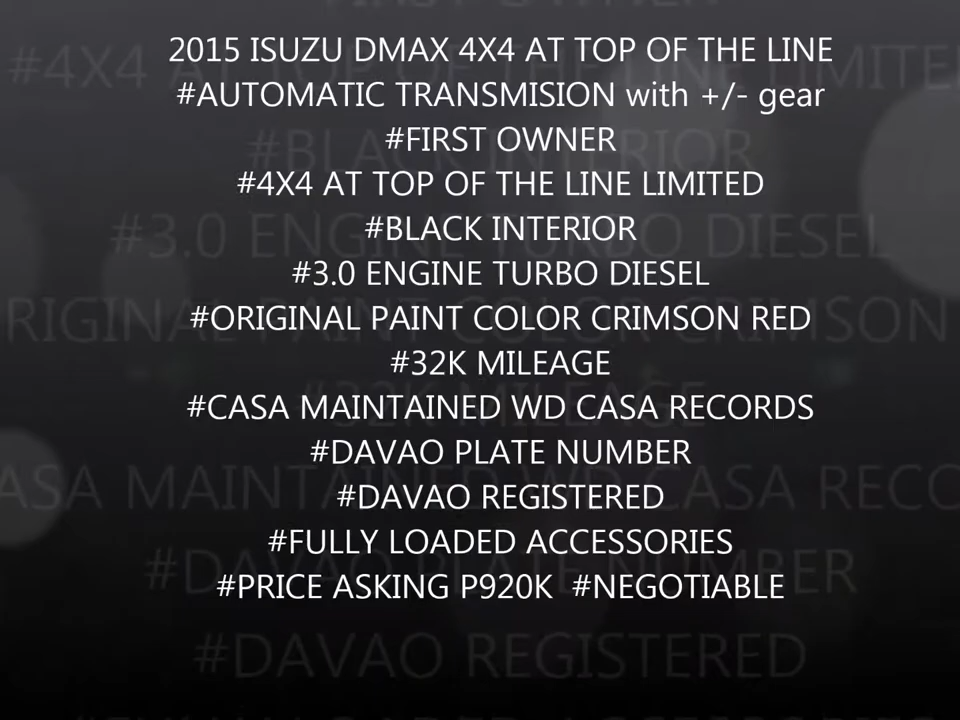 2015 ISUZU DMAX 4X4 AT TOP OF THE LINE
#AUTOMATIC TRANSMISION with +/- gear
#FIRST OWNER
#4X4 AT TOP OF THE LINE LIMITED
#BLACK INTERIOR
#3.0 ENGINE TURBO DIESEL
#ORIGINAL PAINT COLOR CRIMSON RED
#32K MILEAGE
#CASA MAINTAINED WD CASA RECORDS
#DAVAO PLATE NUMBER
#DAVAO REGISTERED
#FULLY LOADED ACCESSORIES
#PRICE ASKING P920K #NEGOTIABLE
#DAVAO REGISTERED